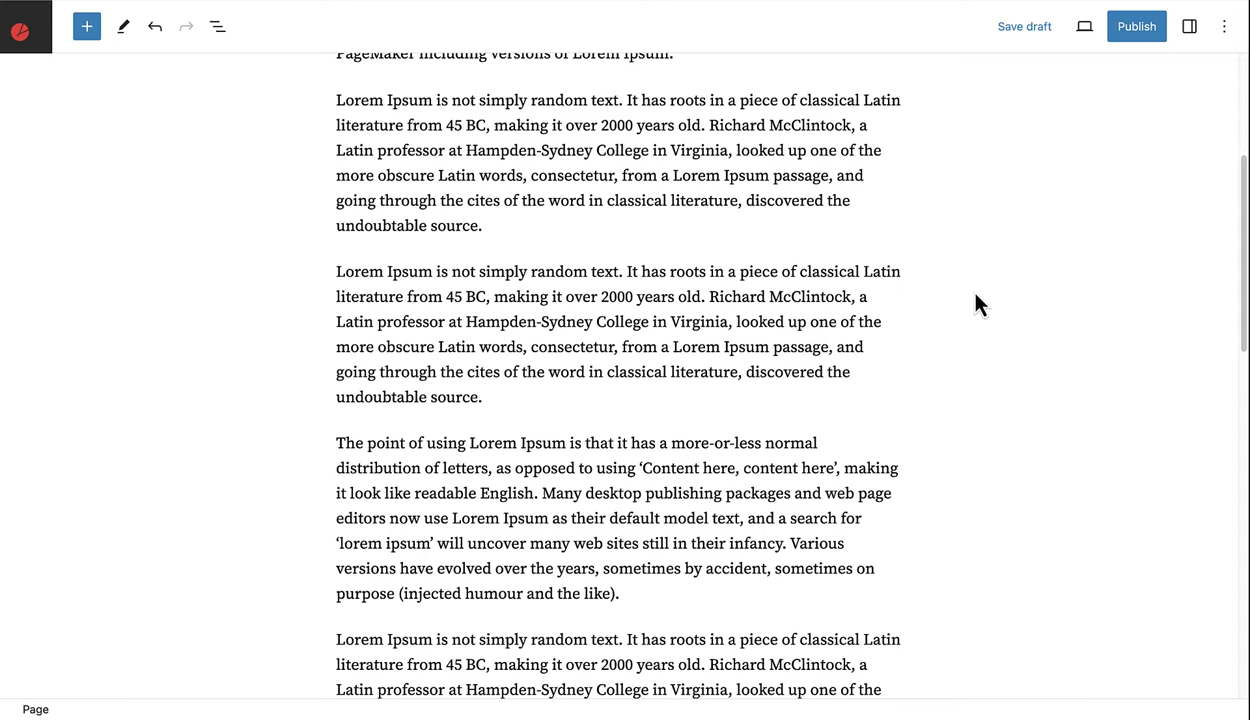 Save draft
Publish
PageMaker including versions of Lorem Ipsum.
Lorem Ipsum is not simply random text. It has roots in a piece of classical Latin
literature from 45 BC, making it over 2000 years old. Richard McClintock, a
Latin professor at Hampden-Sydney College in Virginia, looked up one of the
more obscure Latin words, consectetur, from a Lorem Ipsum passage, and
going through the cites of the word in classical literature, discovered the
undoubtable source.
Lorem Ipsum is not simply random text. It has roots in a piece of classical Latin
literature from 45 BC, making it over 2000 years old. Richard McClintock, a
Latin professor at Hampden-Sydney College in Virginia, looked up one of the
more obscure Latin words, consectetur, from a Lorem Ipsum passage, and
going through the cites of the word in classical literature, discovered the
undoubtable source.
The point of using Lorem Ipsum is that it has a more-or-less normal
distribution of letters, as opposed to using ‘Content here, content here’, making
it look like readable English. Many desktop publishing packages and web page
editors now use Lorem Ipsum as their default model text, and a search for
‘lorem ipsum’ will uncover many web sites still in their infancy. Various
versions have evolved over the years, sometimes by accident, sometimes on
purpose (injected humour and the like).
Lorem Ipsum is not simply random text. It has roots in a piece of classical Latin
literature from 45 BC, making it over 2000 years old. Richard McClintock, a
Latin professor at Hampden-Sydney College in Virginia, looked up one of the
Page